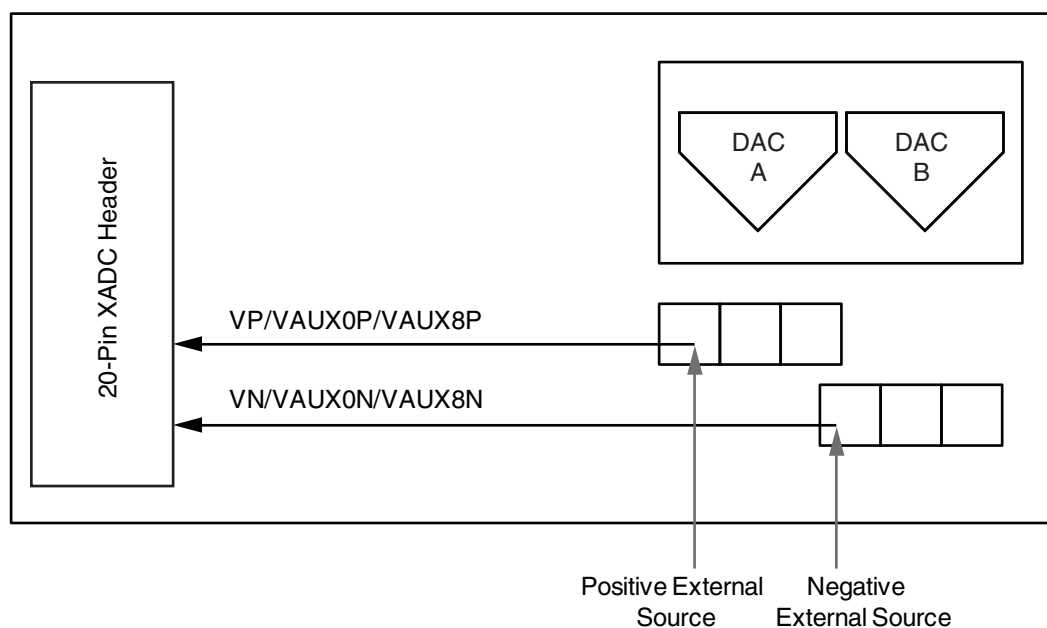 20-Pin XADC Header
DAC
A
DAC
B
VP/VAUX0P/VAUX8P
VN/VAUX0N/VAUX8N
Positive External
Source
Negative
External Source